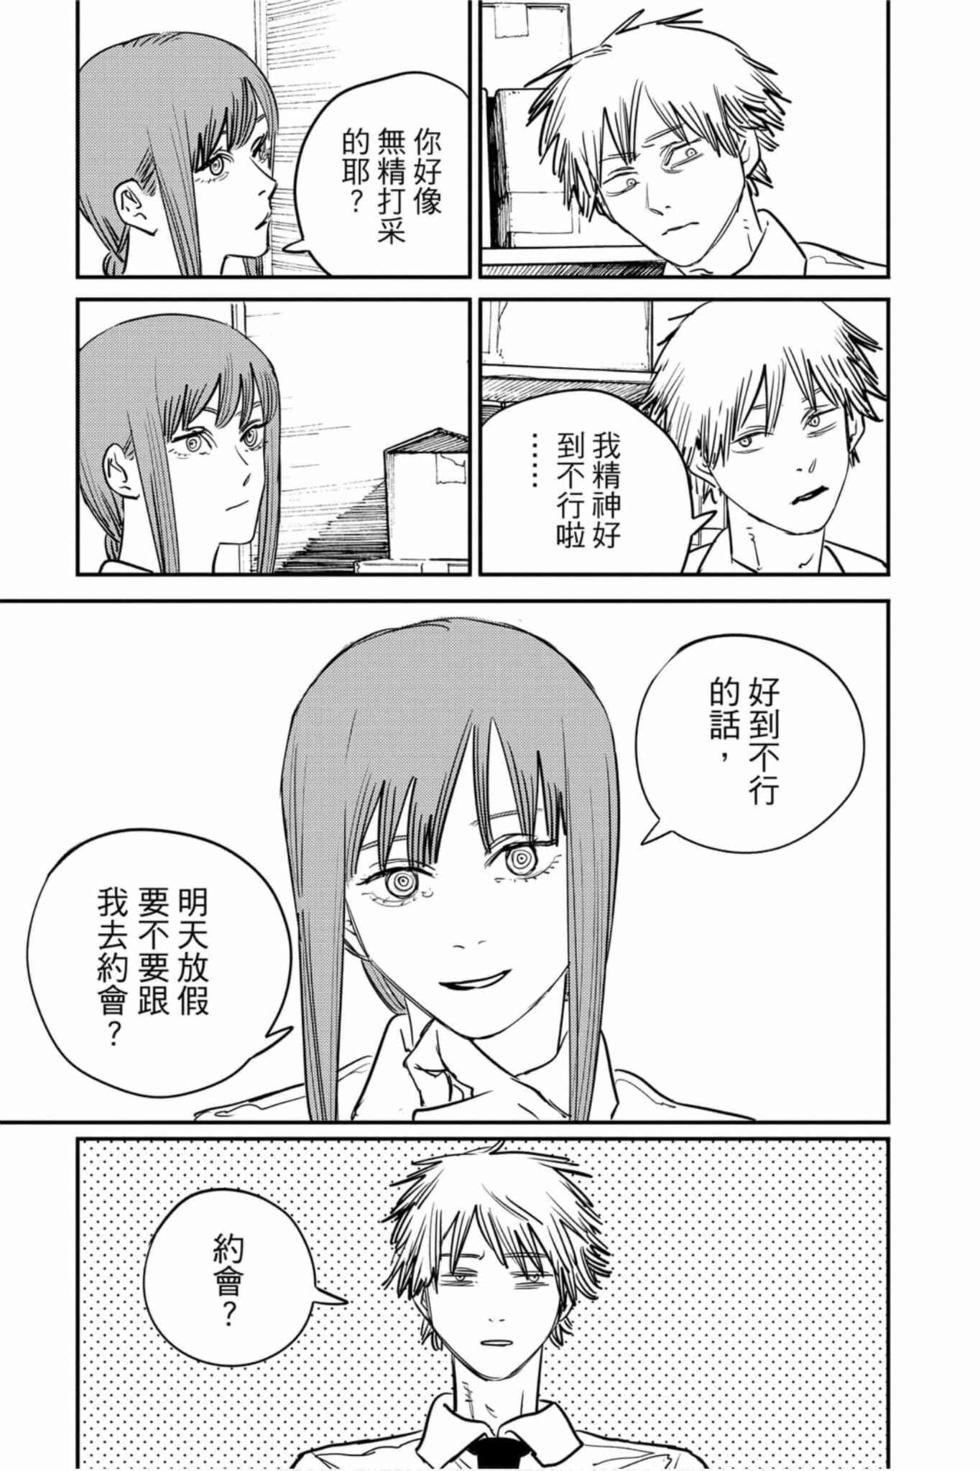 你好像
無精打采
的耶？
我精神好
到不行啦
……
好到不行
的話，
明天放假
要不要跟
我去約會？
約會？